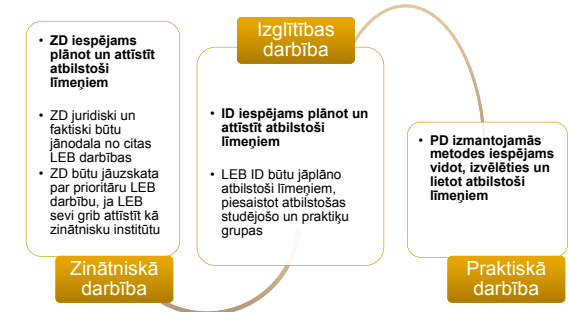 • ZD iespējams
plānot un attīstīt
atbilstoši
līmeņiem
• ZD juridiski un
faktiski būtu
jānodala no citas
LEB darbības
• ZD būtu jāuzskata
par prioritāru LEB
darbību, ja LEB
sevi grib attīstīt kā
zinātnisku institūtu
Zinātniskā
darbība
Izglītības
darbība
• ID iespējams plānot un
attīstīt atbilstoši
līmeņiem
• LEB ID būtu jāplāno
atbilstoši līmeņiem,
piesaistot atbilstošas
studējošo un praktiķu
grupas
• PD izmantojamās
metodes iespējams
vidot, izvēlēties un
lietot atbilstoši
līmeņiem
Praktiskā
darbība